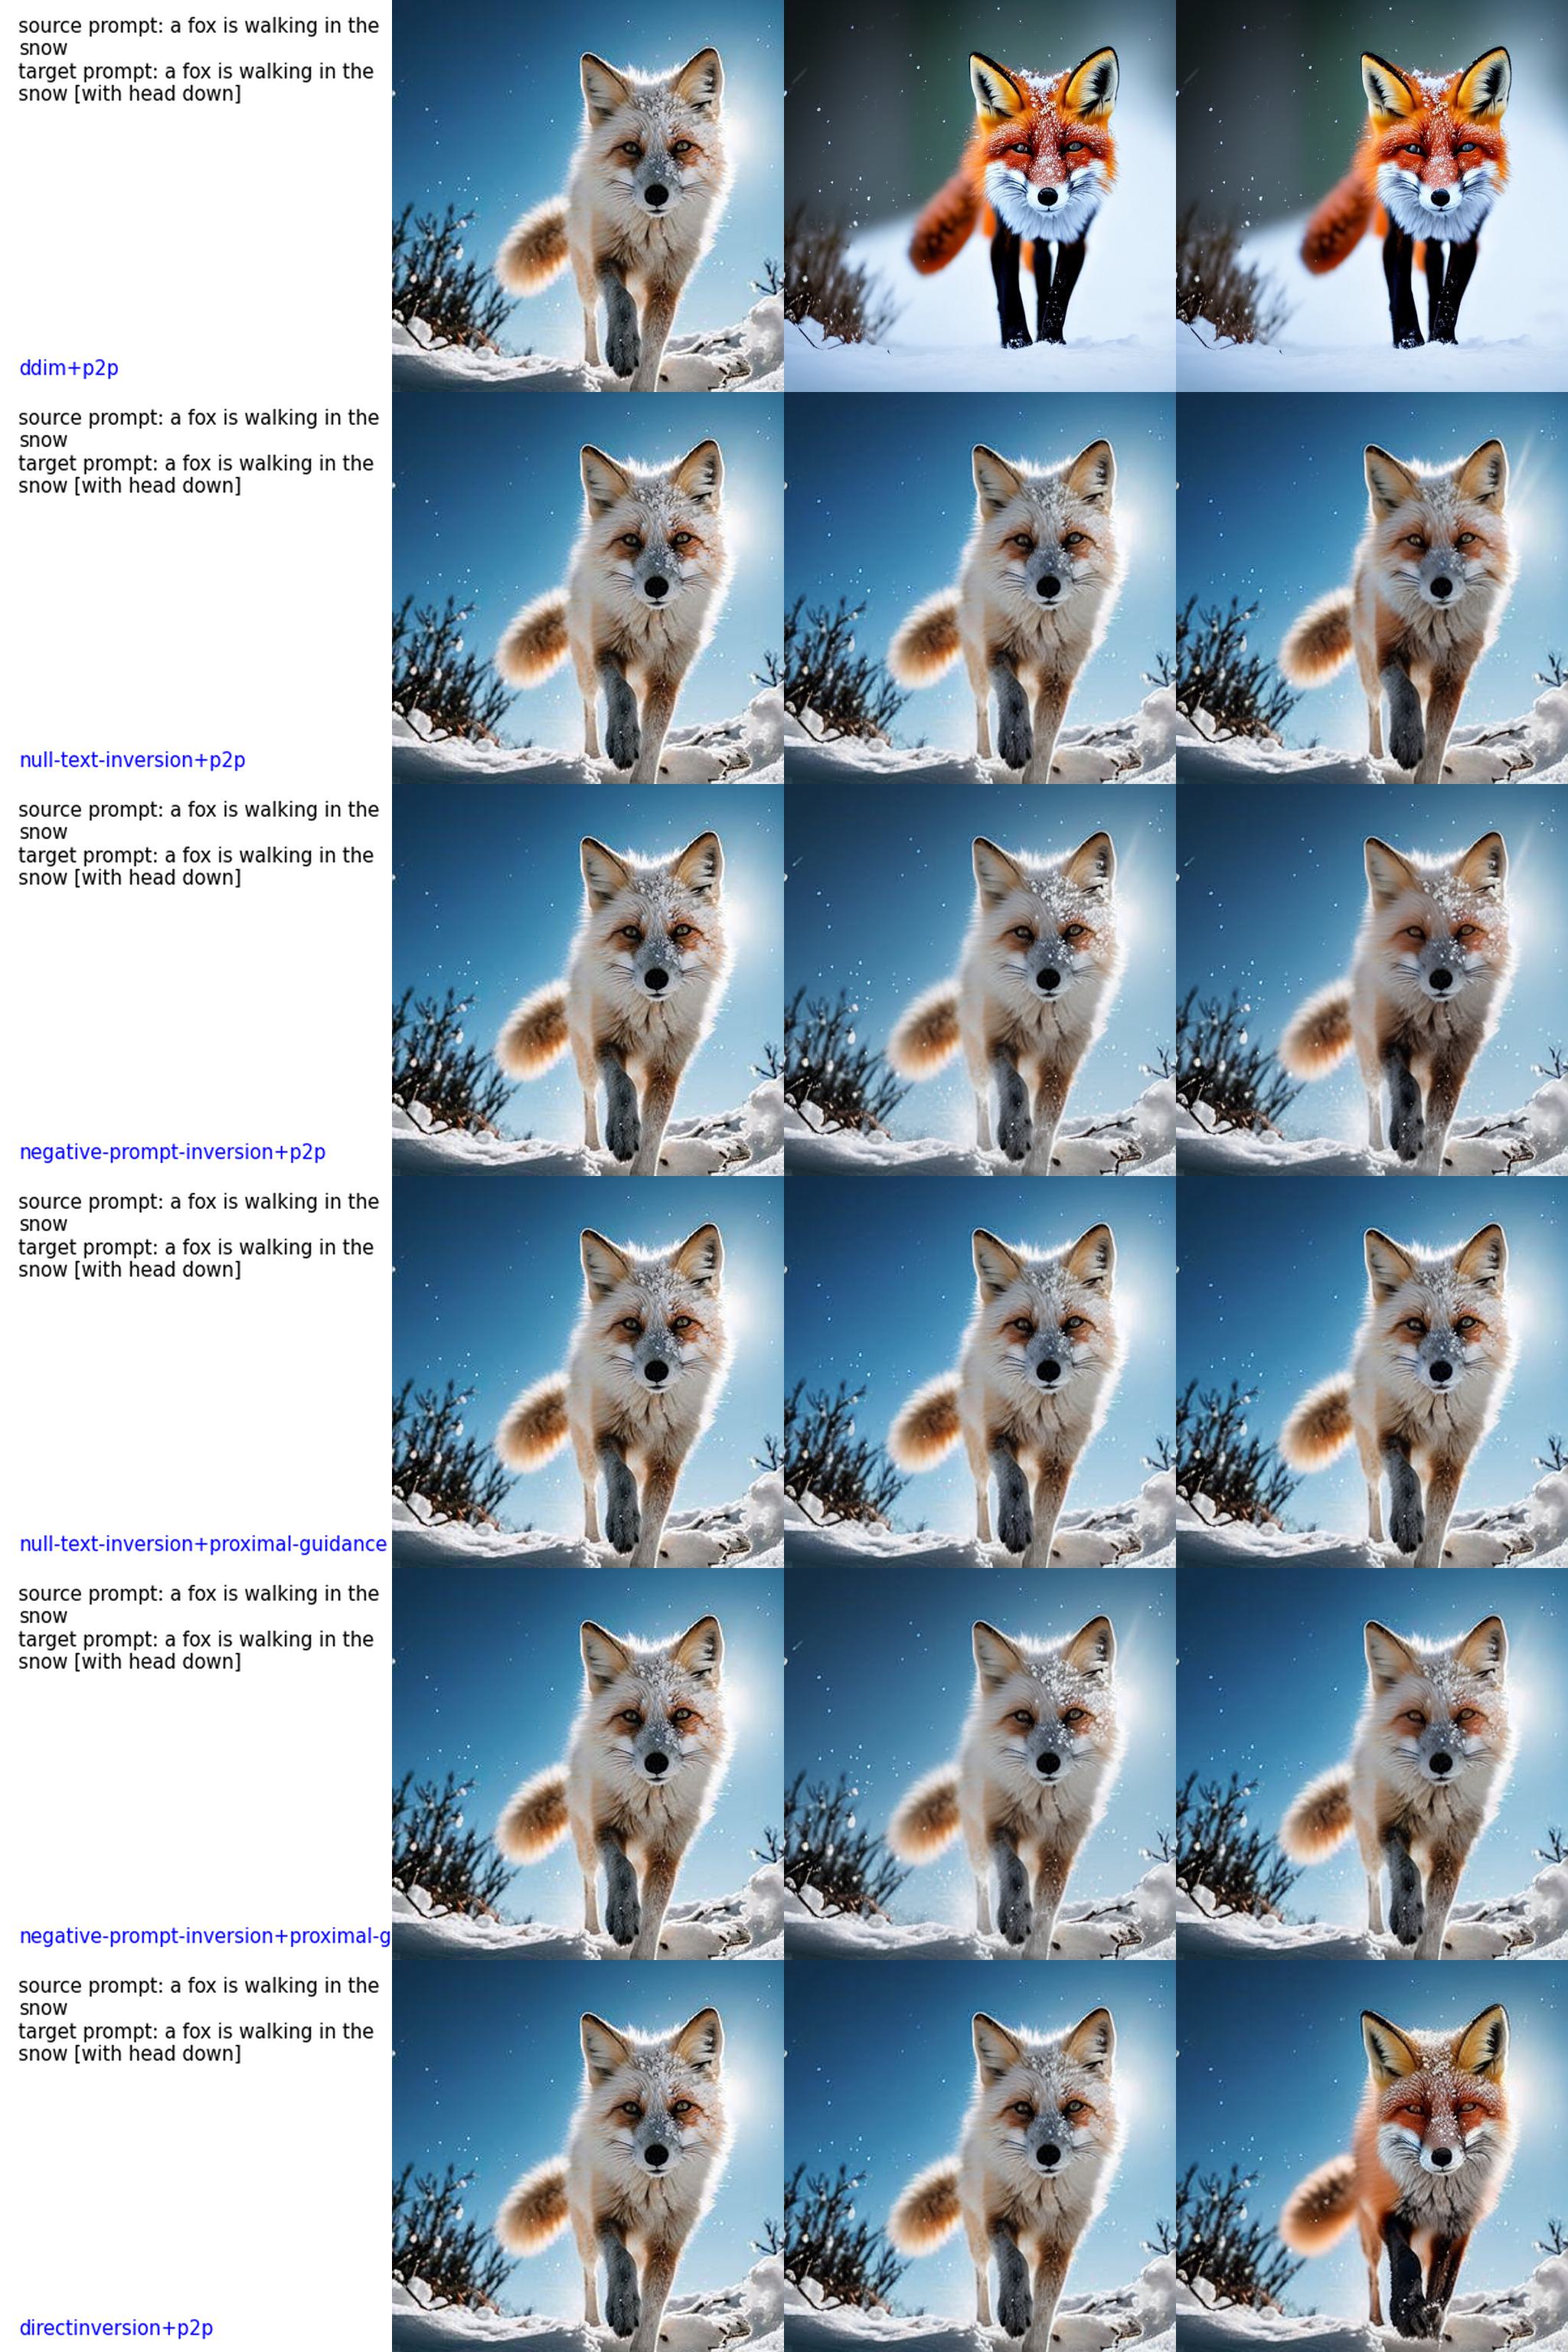 source prompt: a fox is walking in the
snow
target prompt: a fox is walking in the
snow [with head down]
ddim+p2p
source prompt: a fox is walking in the
snow
target prompt: a fox is walking in the
snow [with head down]
null-text-inversion+p2p
source prompt: a fox is walking in the
snow
target prompt: a fox is walking in the
snow [with head down]
negative-prompt-inversion+p2p
source prompt: a fox is walking in the
snow
target prompt: a fox is walking in the
snow [with head down]
null-text-inversion+proximal-guidance
source prompt: a fox is walking in the
snow
target prompt: a fox is walking in the
snow [with head down]
negative-prompt-inversion+proximal-g
source prompt: a fox is walking in the
snow
target prompt: a fox is walking in the
snow [with head down]
directinversion+p2p